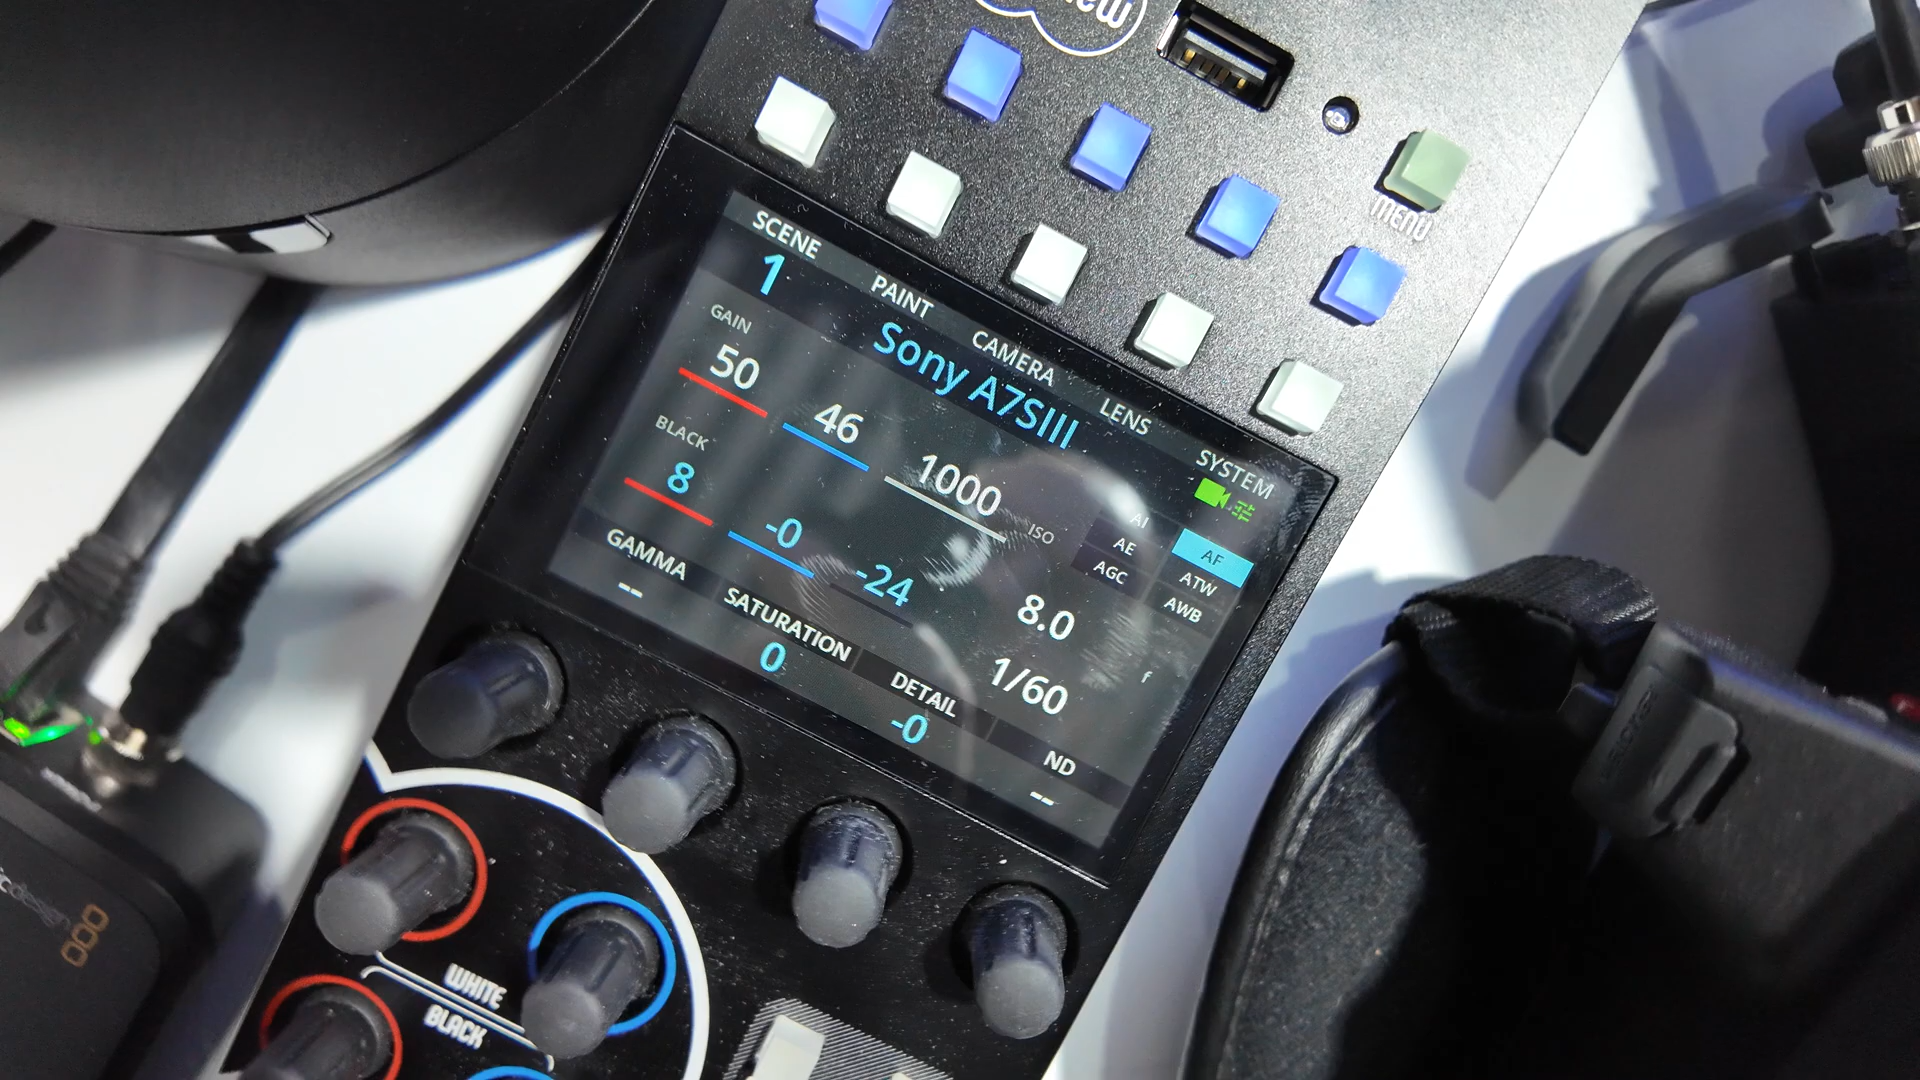 MENU
SCENE PAINT CAMERA LENS SYSTEM
1 Sony A7SIII
GAIN
50 46 1000 ISO
BLACK
8 -0 -24
AI AF
AE ATW
AGC AWB
8.0 f
1/60
GAMMA SATURATION DETAIL ND
-- 0 -0 --
WHITE
BLACK
design